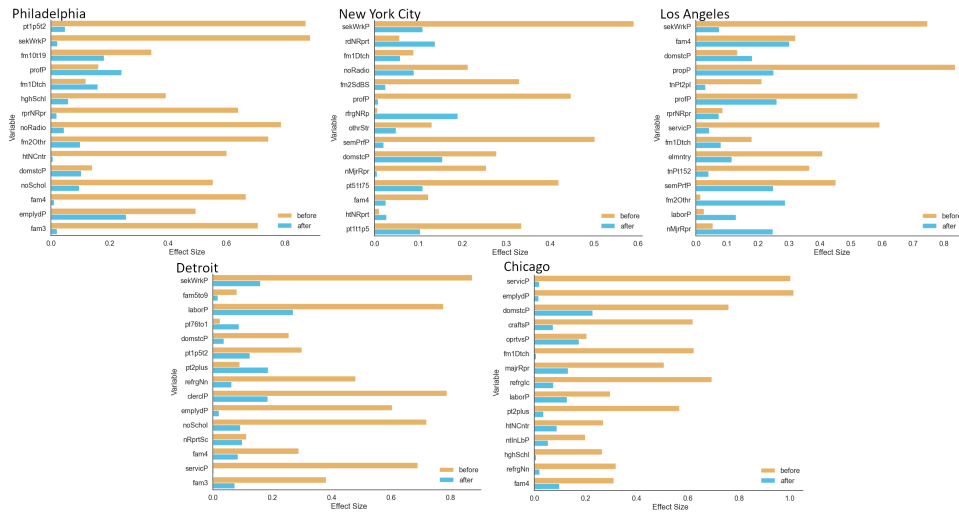 Philadelphia
pt1p5t2
sekWrkP
fm10t19
profP
fm1Dtch
hghSchl
rprNRpr
noRadio
fm2Othr
htNCntr
domstcP
noSchol
fam4
emplydP
fam3
Variable
before
after
0.0 0.2 0.4 0.6 0.8
Effect Size
New York City
sekWrkP
rdNRprt
fm1Dtch
noRadio
fm2SdBS
profP
rfrgNRp
othrStr
semPrfP
domstcP
nMjrRpr
pt51t75
fam4
htNRprt
pt1t1p5
Variable
before
after
0.0 0.1 0.2 0.3 0.4 0.5 0.6
Effect Size
Los Angeles
sekWrkP
fam4
domstcP
propP
tnPt2pl
profP
rprNRpr
servicP
fm1Dtch
elmntry
tnPt152
semPrfP
fm2Othr
laborP
nMjrRpr
Variable
before
after
0.0 0.1 0.2 0.3 0.4 0.5 0.6 0.7 0.8
Effect Size
Detroit
sekWrkP
fam5to9
laborP
pt76to1
domstcP
pt1p5t2
pt2plus
refrgNn
clerclP
emplydP
noSchol
nRprtSc
fam4
servicP
fam3
Variable
before
after
0.0 0.2 0.4 0.6 0.8
Effect Size
Chicago
servicP
emplydP
domstcP
craftsP
oprtvsP
fm1Dtch
majrRpr
refrgIc
laborP
pt2plus
htNCntr
ntInLbP
hghSchl
refrgNn
fam4
Variable
before
after
0.0 0.2 0.4 0.6 0.8 1.0
Effect Size